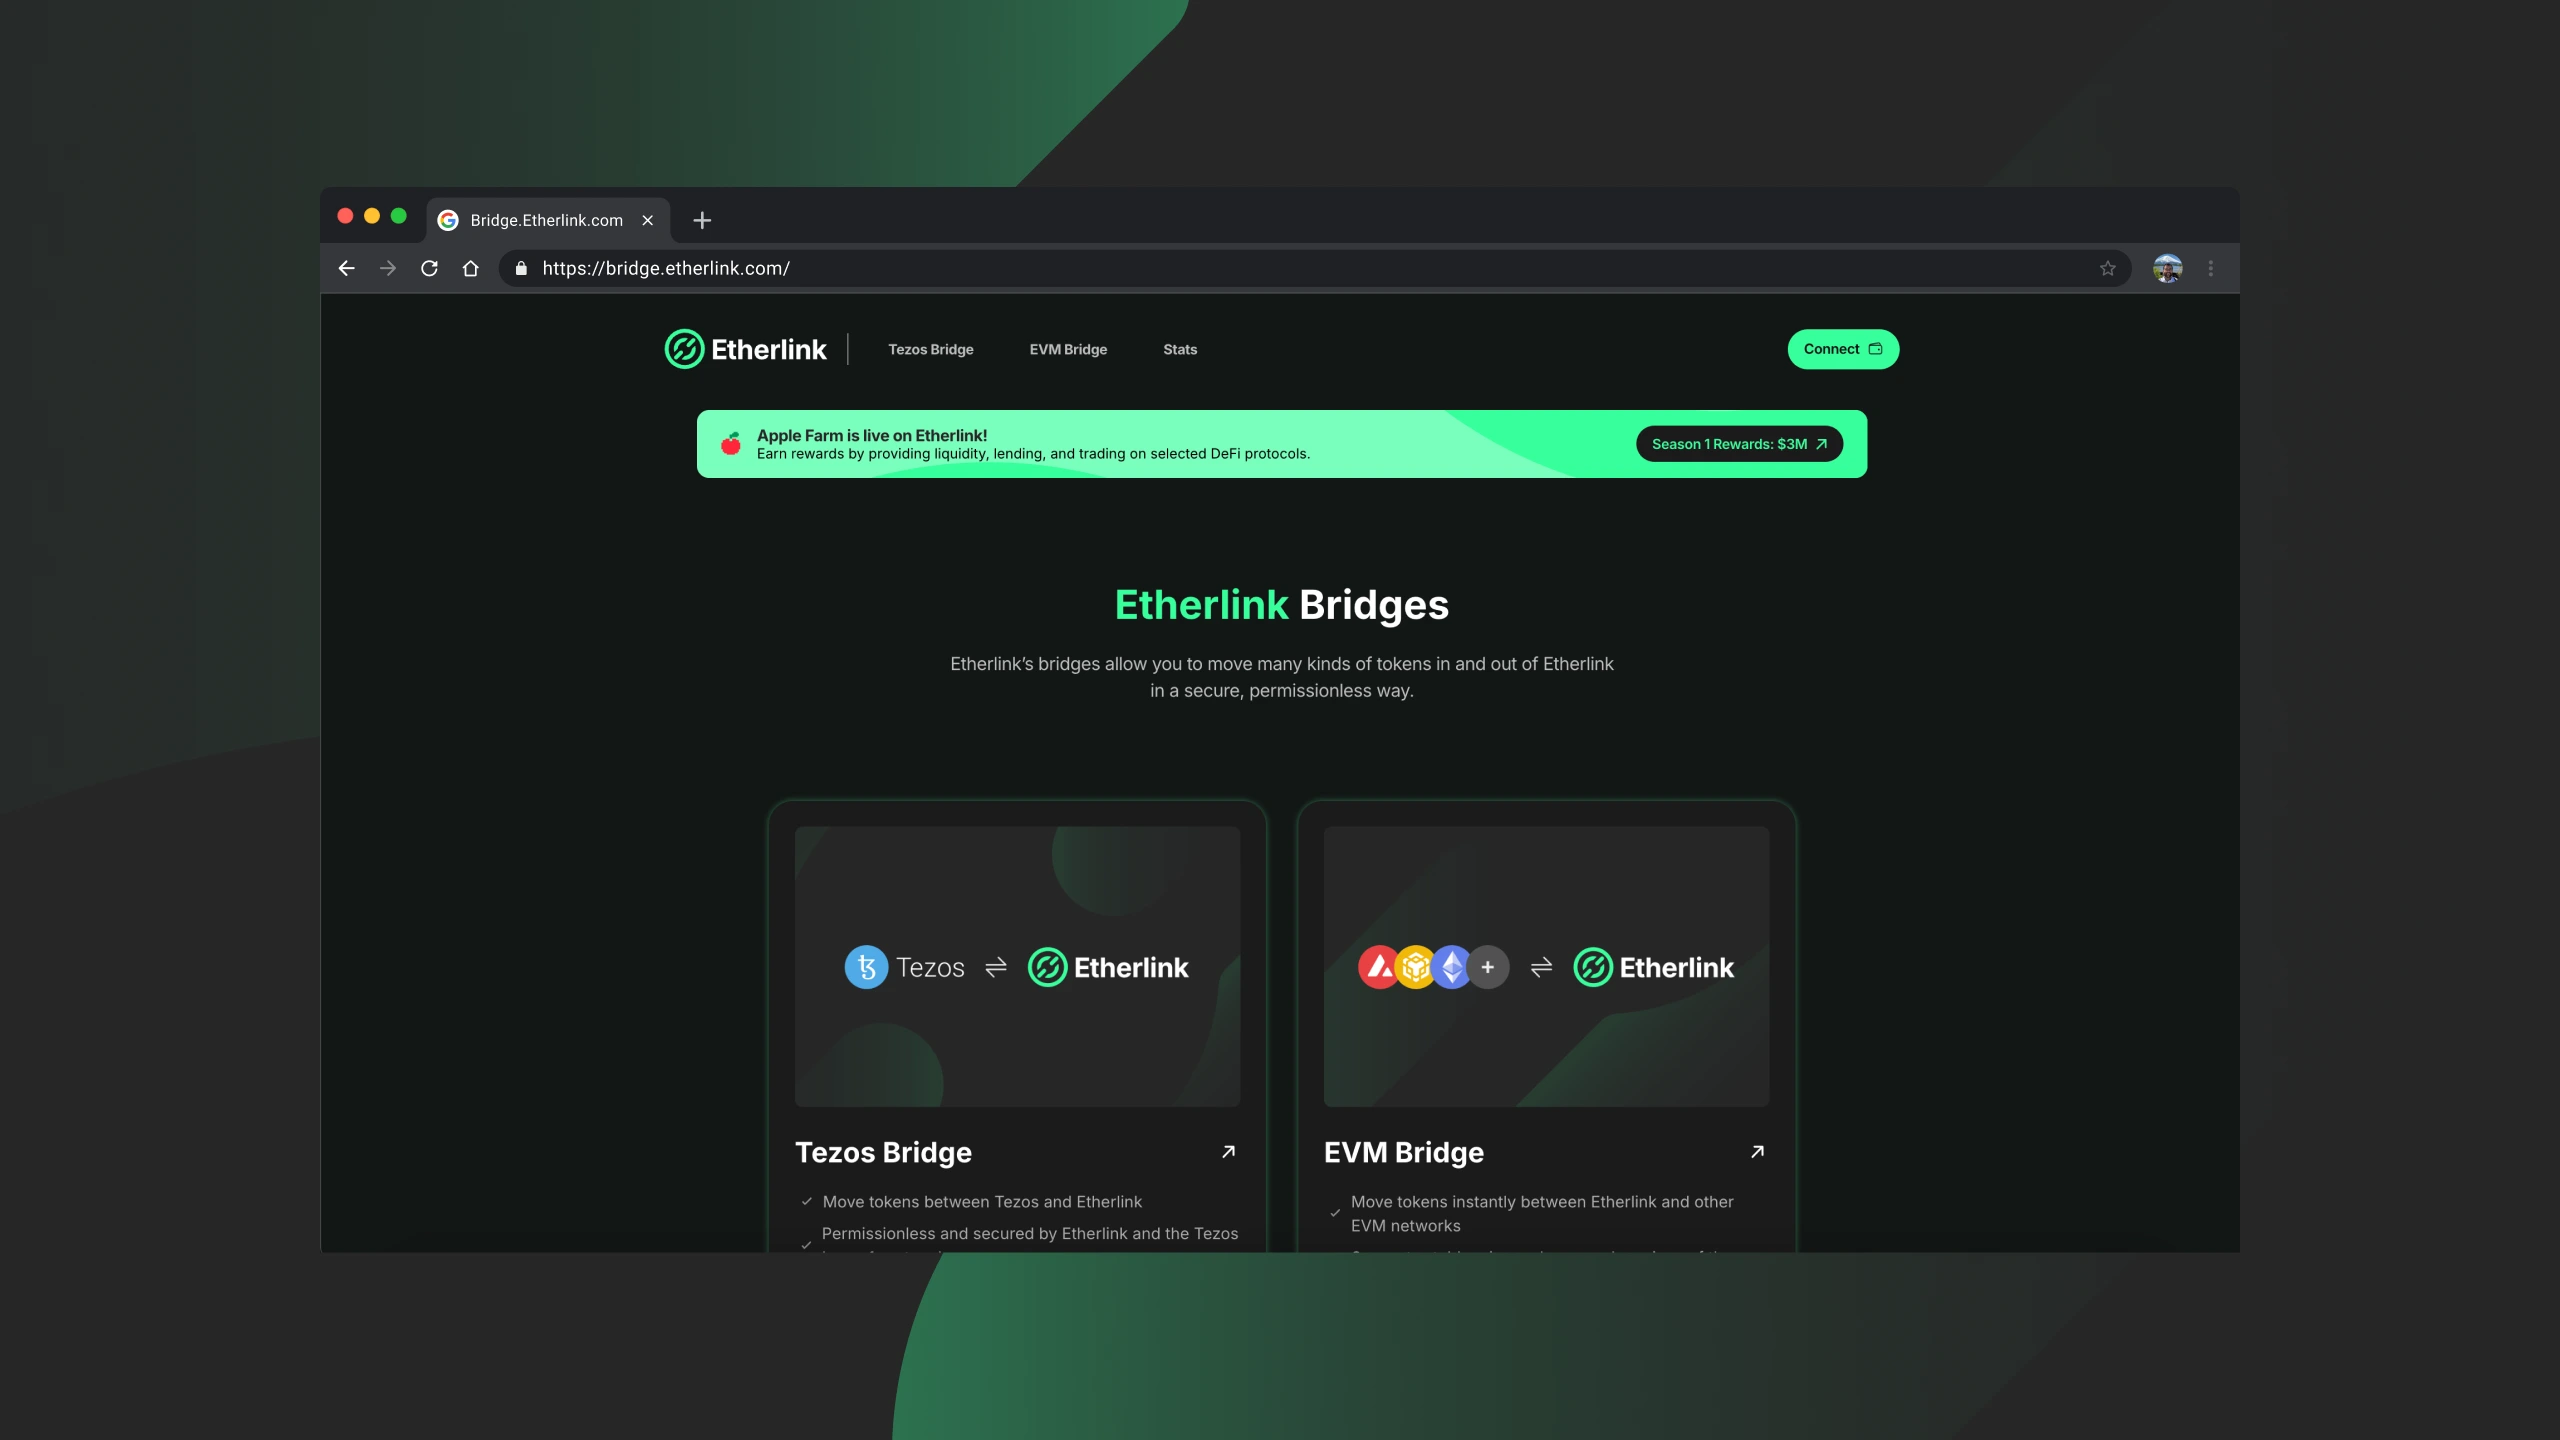 Bridge.Etherlink.com
https://bridge.etherlink.com/
Etherlink
Tezos Bridge
EVM Bridge
Stats
Connect
Apple Farm is live on Etherlink!
Earn rewards by providing liquidity, lending, and trading on selected DeFi protocols.
Season 1 Rewards: $3M
Etherlink Bridges
Etherlink’s bridges allow you to move many kinds of tokens in and out of Etherlink
in a secure, permissionless way.
Tezos
Etherlink
Tezos Bridge
Move tokens between Tezos and Etherlink
Permissionless and secured by Etherlink and the Tezos
Etherlink
EVM Bridge
Move tokens instantly between Etherlink and other
EVM networks